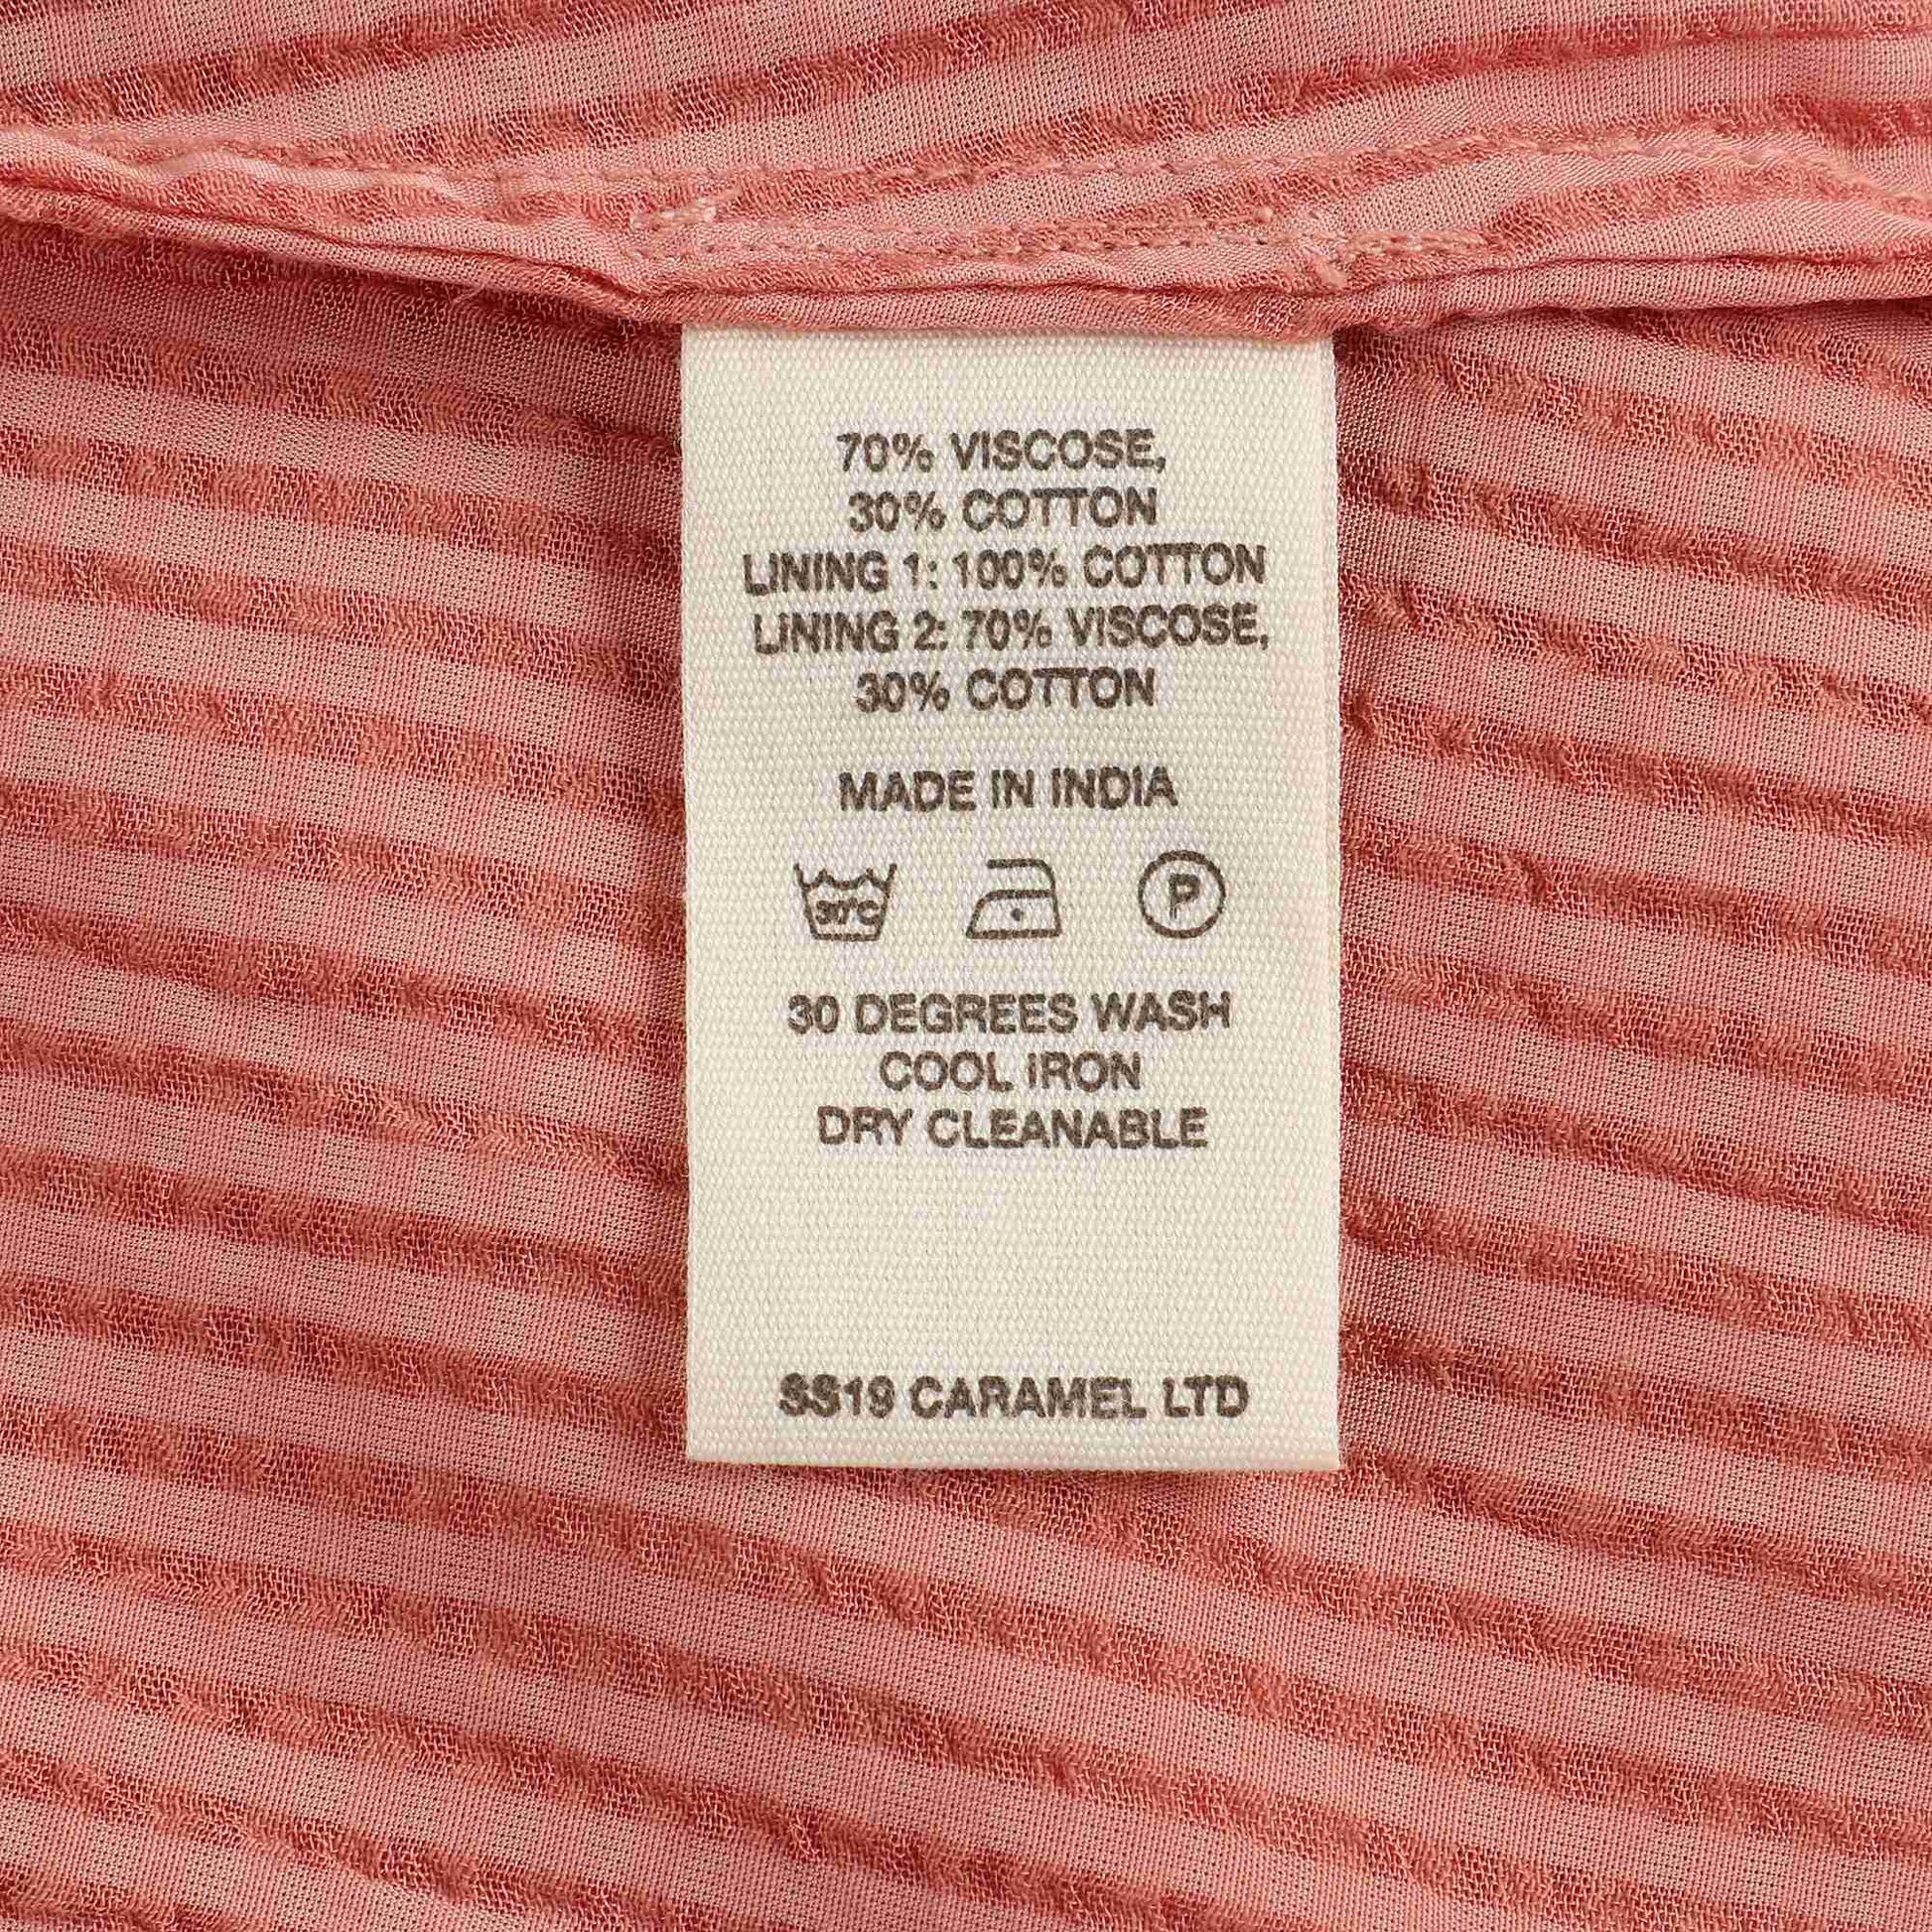 70% VISCOSE,
30% COTTON
LINING 1: 100% COTTON
LINING 2: 70% VISCOSE,
30% COTTON
MADE IN INDIA
30°C P
30 DEGREES WASH
COOL IRON
DRY CLEANABLE
SS19 CARAMEL LTD